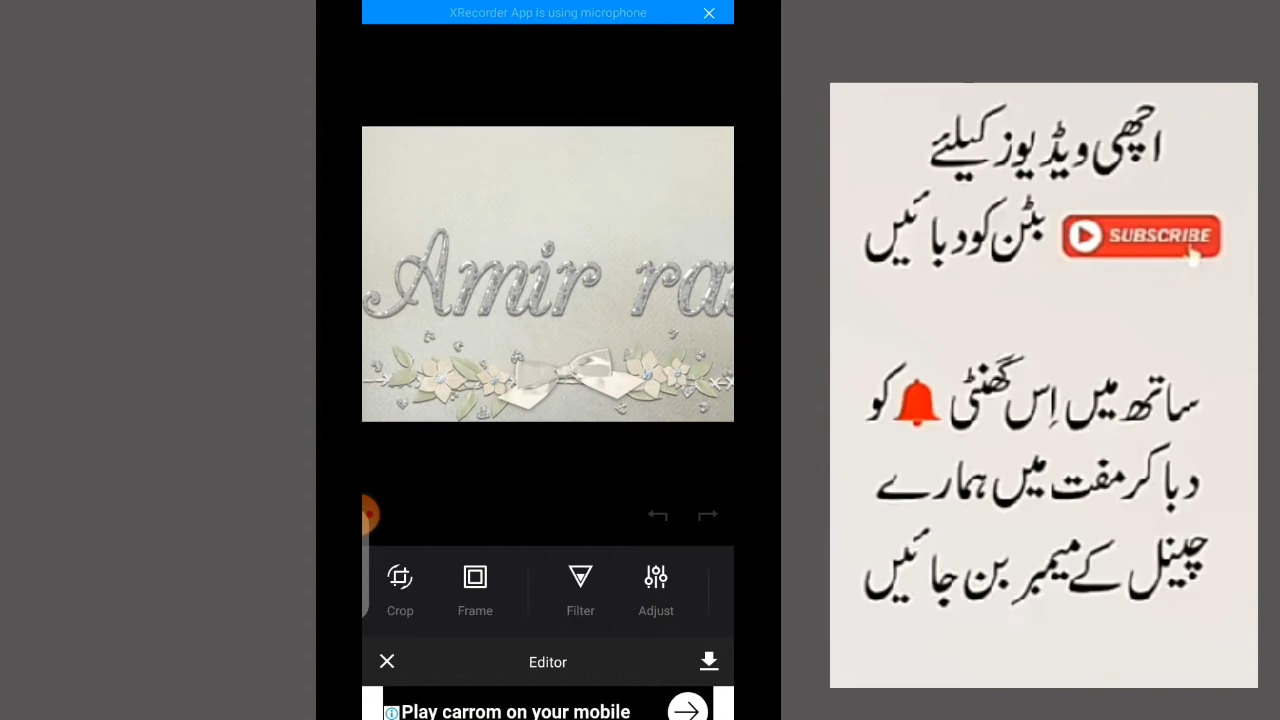 XRecorder App is using microphone
Amir
Crop
Frame
Filter
Adjust
Editor
Play carrom on your mobile
اچھی ویڈیوز کیلئے
بٹن کو دبائیں
SUBSCRIBE
ساتھ میں اِس گھنٹی کو
دبا کر مفت میں ہمارے
چینل کے میمبر بن جائیں